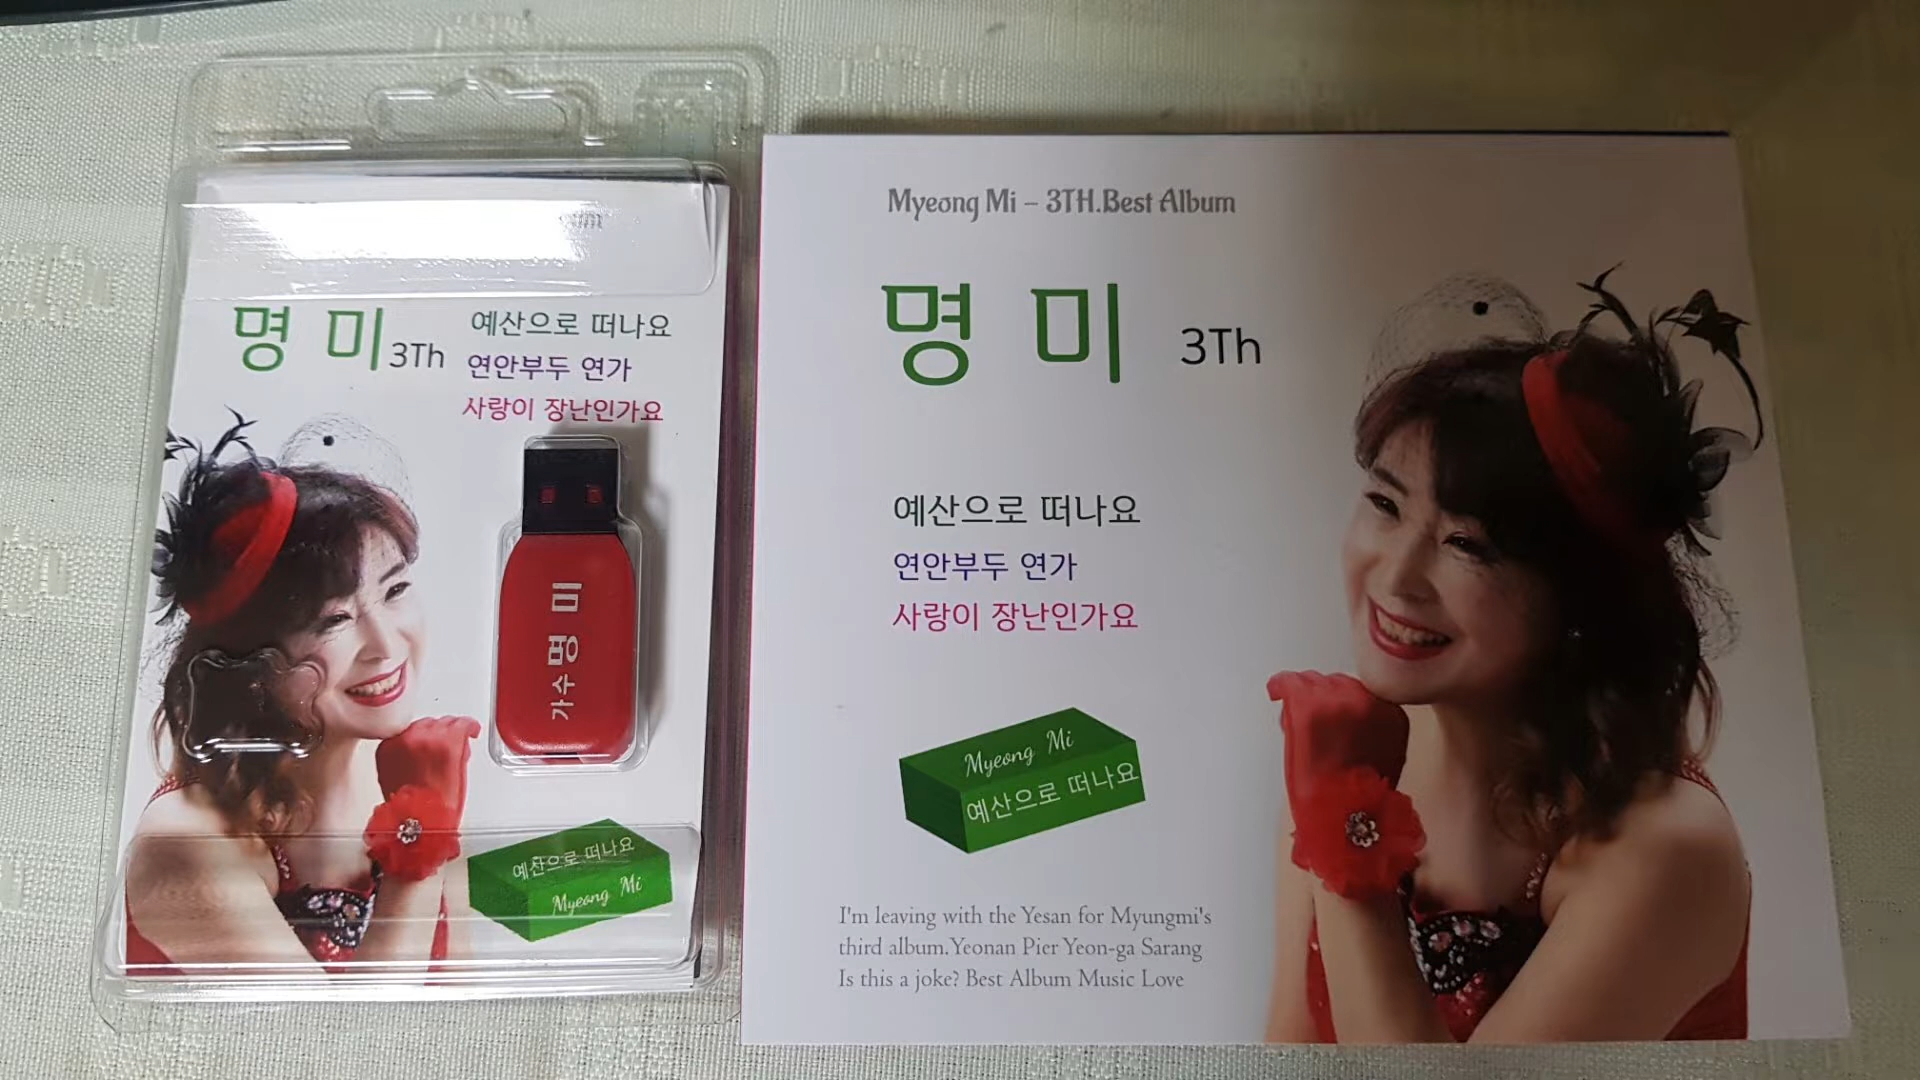 명 미 3Th
예산으로 떠나요
연안부두 연가
사랑이 장난인가요
가수 명 미
예산으로 떠나요
Myeong Mi
Myeong Mi – 3TH.Best Album
명 미 3Th
예산으로 떠나요
연안부두 연가
사랑이 장난인가요
Myeong Mi
예산으로 떠나요
I'm leaving with the Yesan for Myungmi's
third album.Yeonan Pier Yeon-ga Sarang
Is this a joke? Best Album Music Love